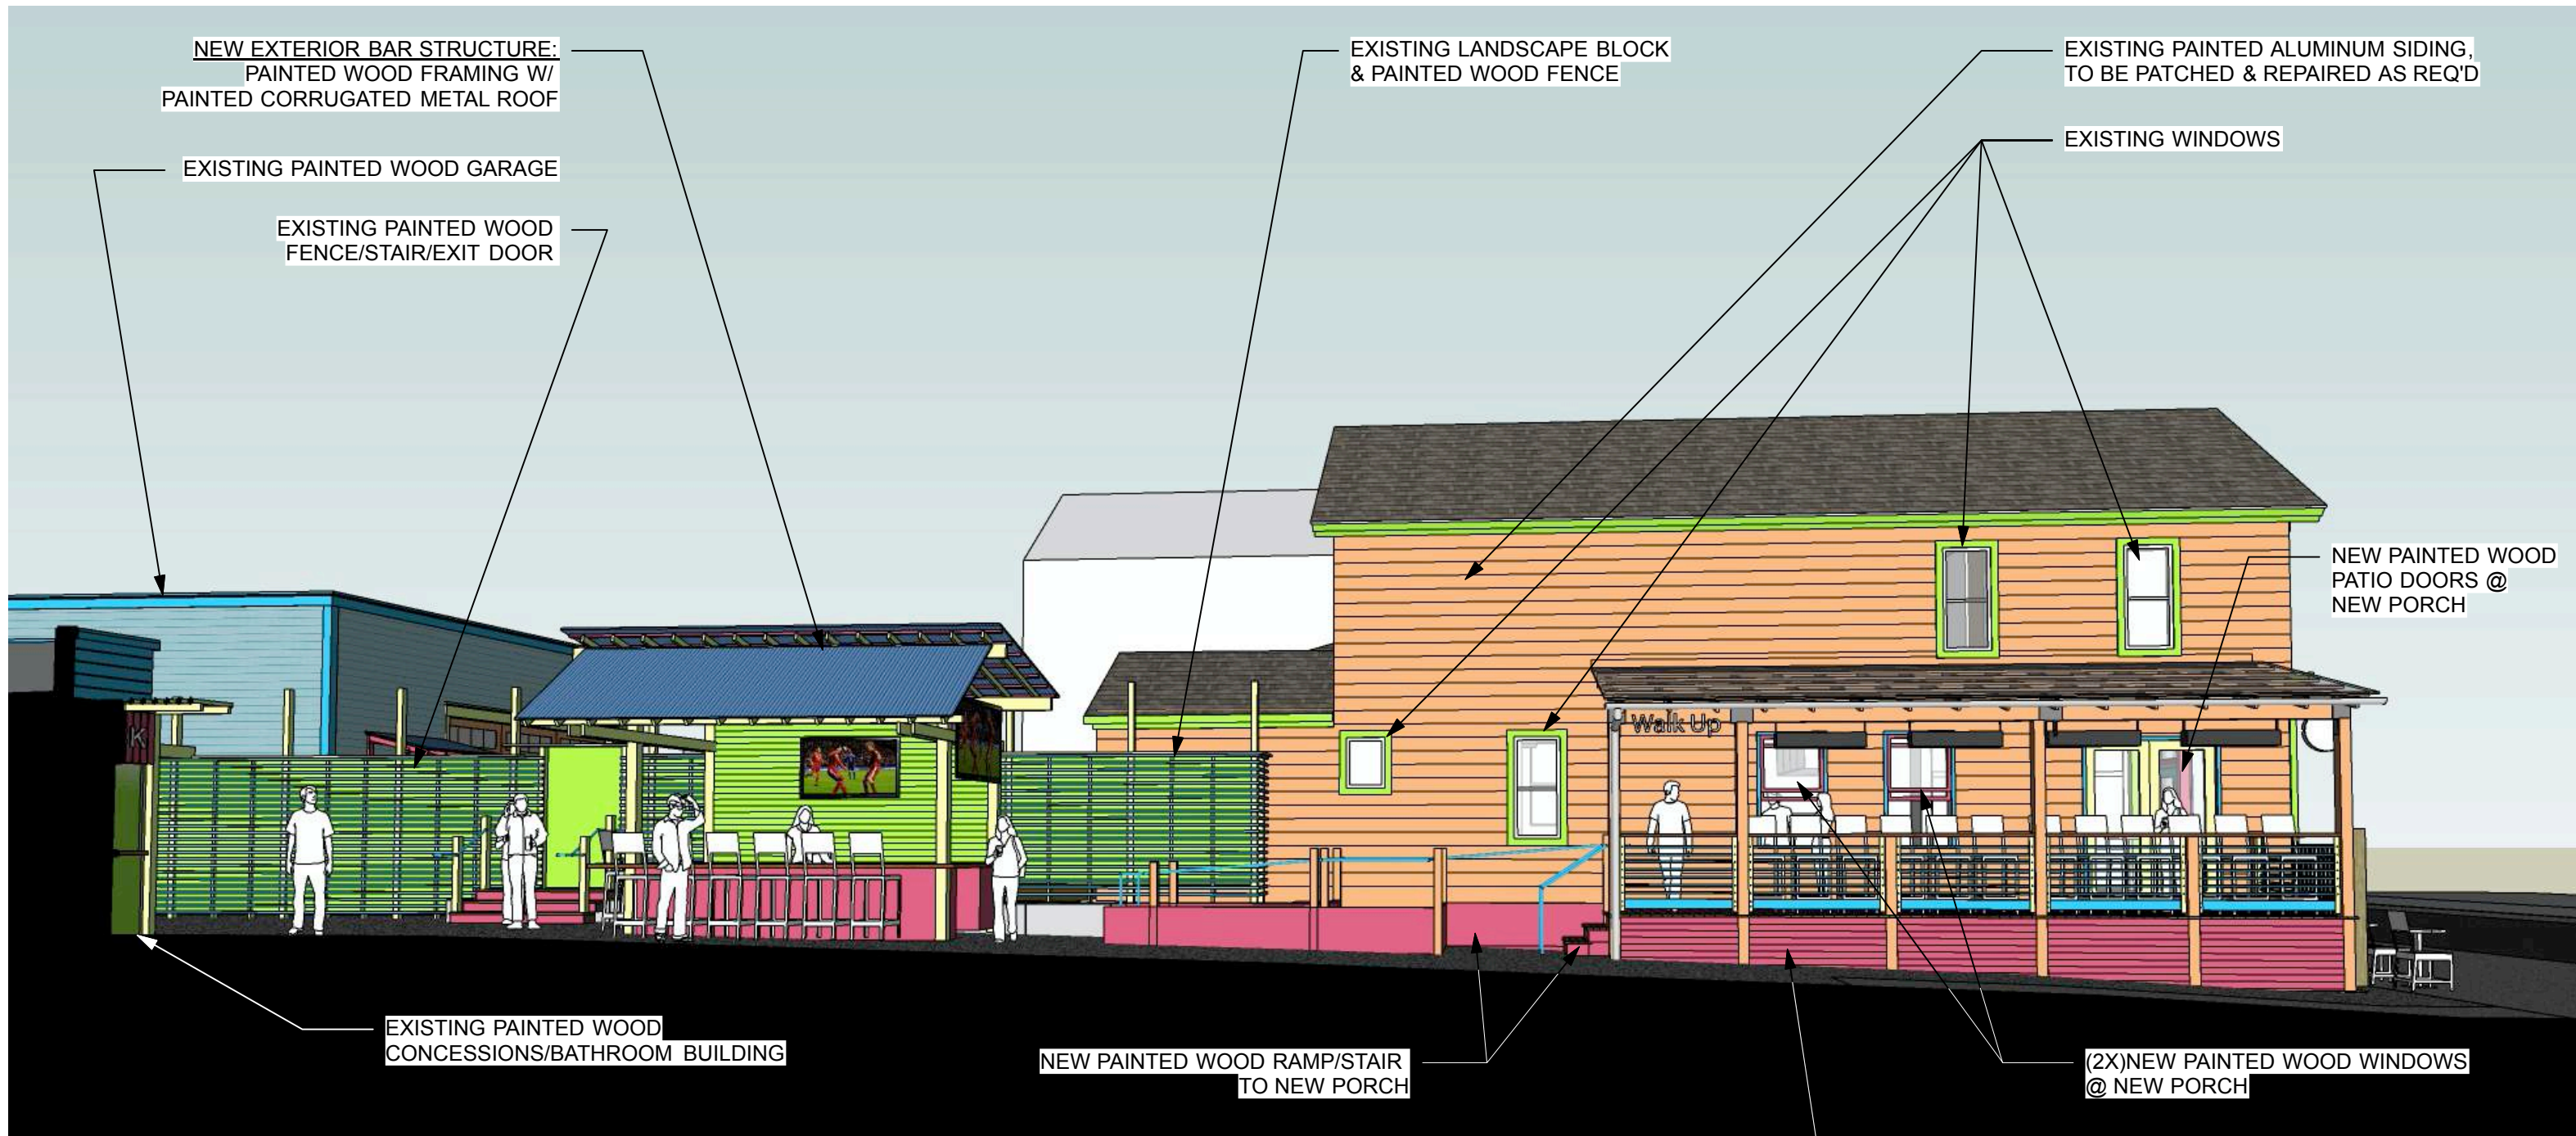 NEW EXTERIOR BAR STRUCTURE:
PAINTED WOOD FRAMING W/
PAINTED CORRUGATED METAL ROOF
EXISTING PAINTED WOOD GARAGE
EXISTING PAINTED WOOD
FENCE/STAIR/EXIT DOOR
EXISTING LANDSCAPE BLOCK
& PAINTED WOOD FENCE
EXISTING PAINTED ALUMINUM SIDING,
TO BE PATCHED & REPAIRED AS REQ'D
EXISTING WINDOWS
NEW PAINTED WOOD
PATIO DOORS @
NEW PORCH
Walk Up
K
EXISTING PAINTED WOOD
CONCESSIONS/BATHROOM BUILDING
NEW PAINTED WOOD RAMP/STAIR
TO NEW PORCH
(2X)NEW PAINTED WOOD WINDOWS
@ NEW PORCH